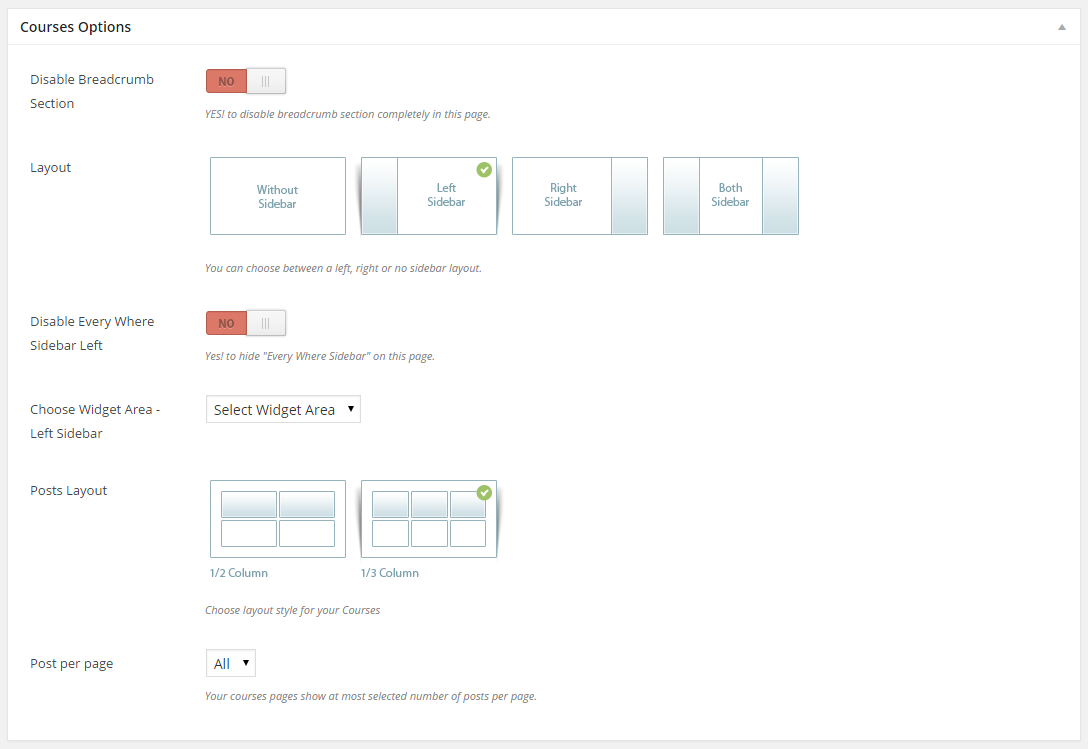 Courses Options
Disable Breadcrumb
Section
NO
YES! to disable breadcrumb section completely in this page.
Layout
Without
Sidebar
Left
Sidebar
Right
Sidebar
Both
Sidebar
You can choose between a left, right or no sidebar layout.
Disable Every Where
Sidebar Left
NO
Yes! to hide "Every Where Sidebar" on this page.
Choose Widget Area -
Left Sidebar
Select Widget Area
Posts Layout
1/2 Column
1/3 Column
Choose layout style for your Courses
Post per page
All
Your courses pages show at most selected number of posts per page.